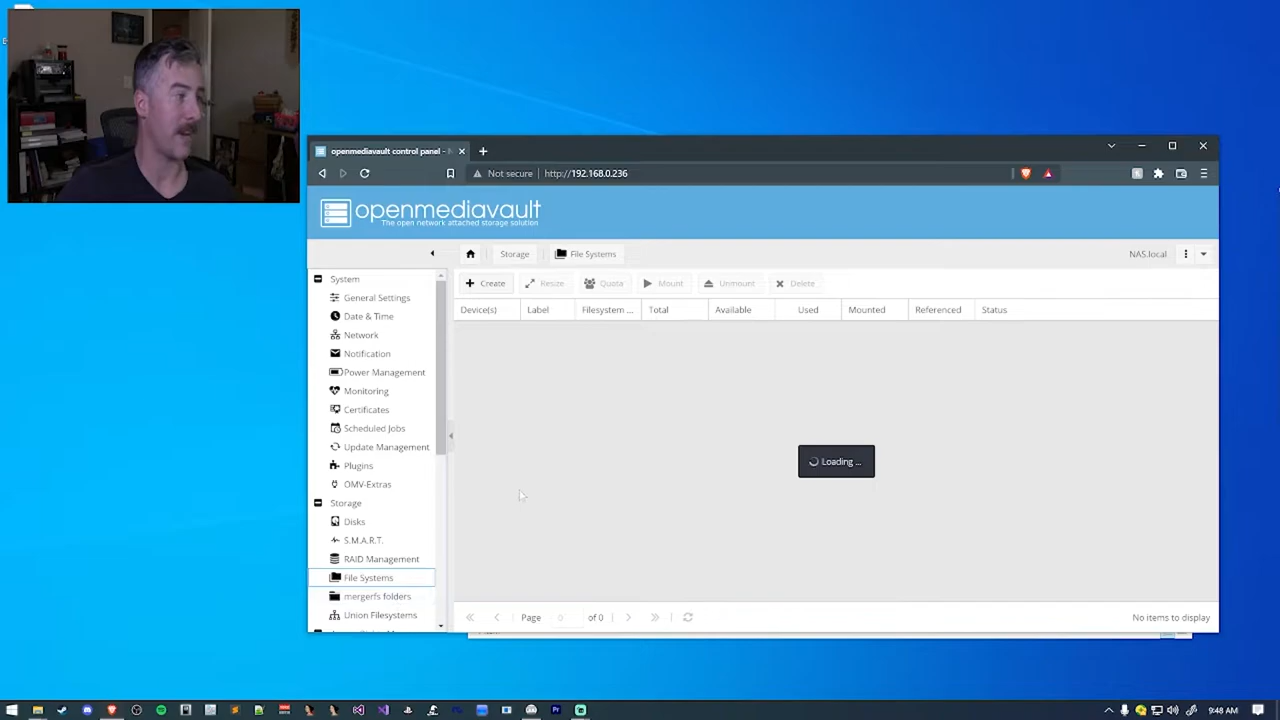 openmediavault control panel -
Not secure
http://192.168.0.236
openmediavault
The open network attached storage solution
Storage
File Systems
NAS.local
System
General Settings
Date & Time
Network
Notification
Power Management
Monitoring
Certificates
Scheduled Jobs
Update Management
Plugins
OMV-Extras
Storage
Disks
S.M.A.R.T.
RAID Management
File Systems
mergerfs folders
Union Filesystems
Create
Resize
Quota
Mount
Unmount
Delete
Device(s)
Label
Filesystem ...
Total
Available
Used
Mounted
Referenced
Status
Loading ...
Page
0
of 0
No items to display
9:48 AM